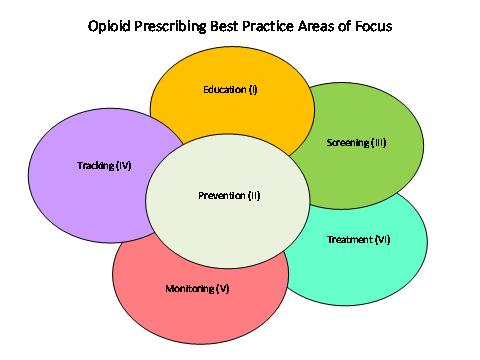 Opioid Prescribing Best Practice Areas of Focus
Education (I)
Screening (III)
Tracking (IV)
Prevention (II)
Treatment (VI)
Monitoring (V)